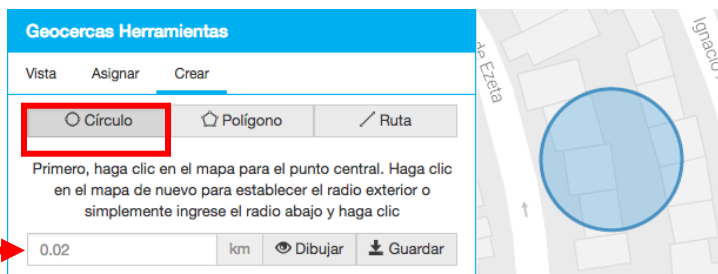 Geocercas Herramientas
Vista Asignar Crear
Círculo Polígono Ruta
Primero, haga clic en el mapa para el punto central. Haga clic
en el mapa de nuevo para establecer el radio exterior o
simplemente ingrese el radio abajo y haga clic
0.02 km Dibujar Guardar
de Ezeta
Ignacio